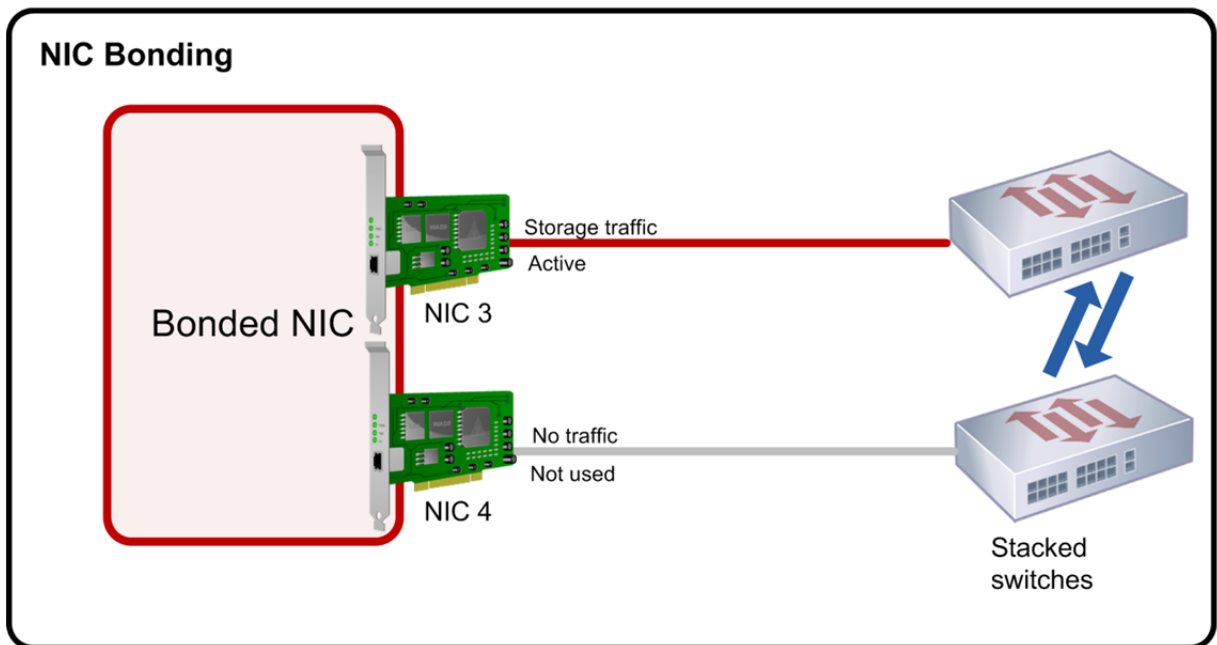 NIC Bonding
Storage traffic
Active
NIC 3
Bonded NIC
No traffic
Not used
NIC 4
Stacked
switches